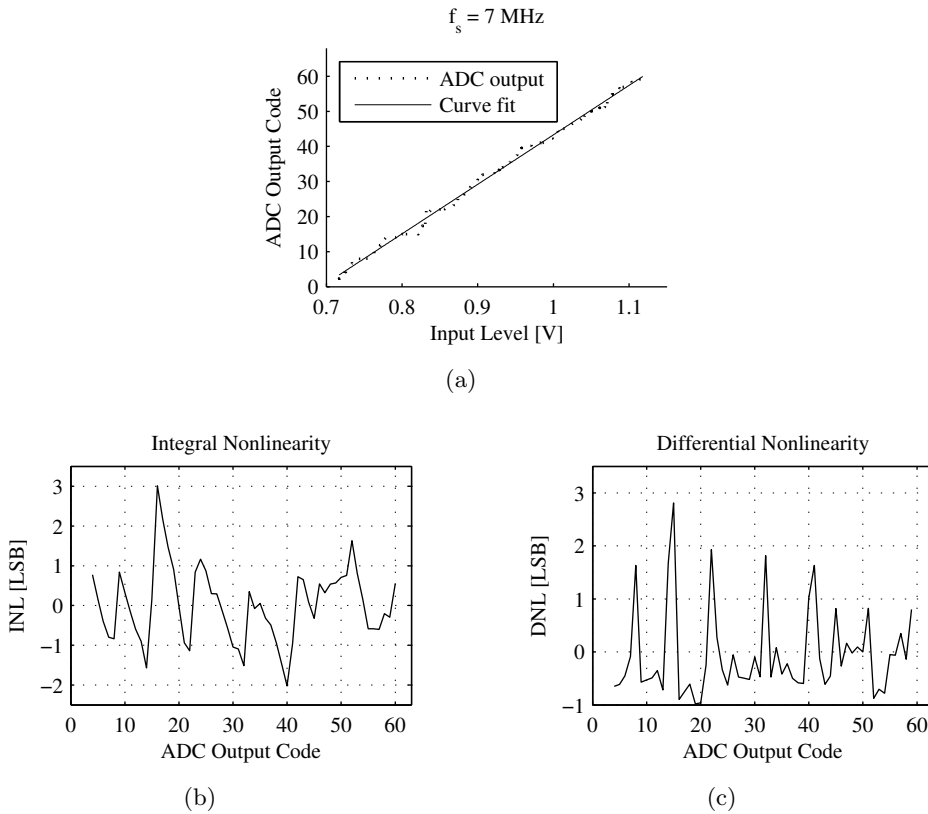 f_s = 7 MHz
ADC output
Curve fit
ADC Output Code
60
50
40
30
20
10
0
0.7 0.8 0.9 1 1.1
Input Level [V]
(a)
Integral Nonlinearity
INL [LSB]
3
2
1
0
−1
−2
0 10 20 30 40 50 60
ADC Output Code
(b)
Differential Nonlinearity
DNL [LSB]
3
2
1
0
−1
0 10 20 30 40 50 60
ADC Output Code
(c)